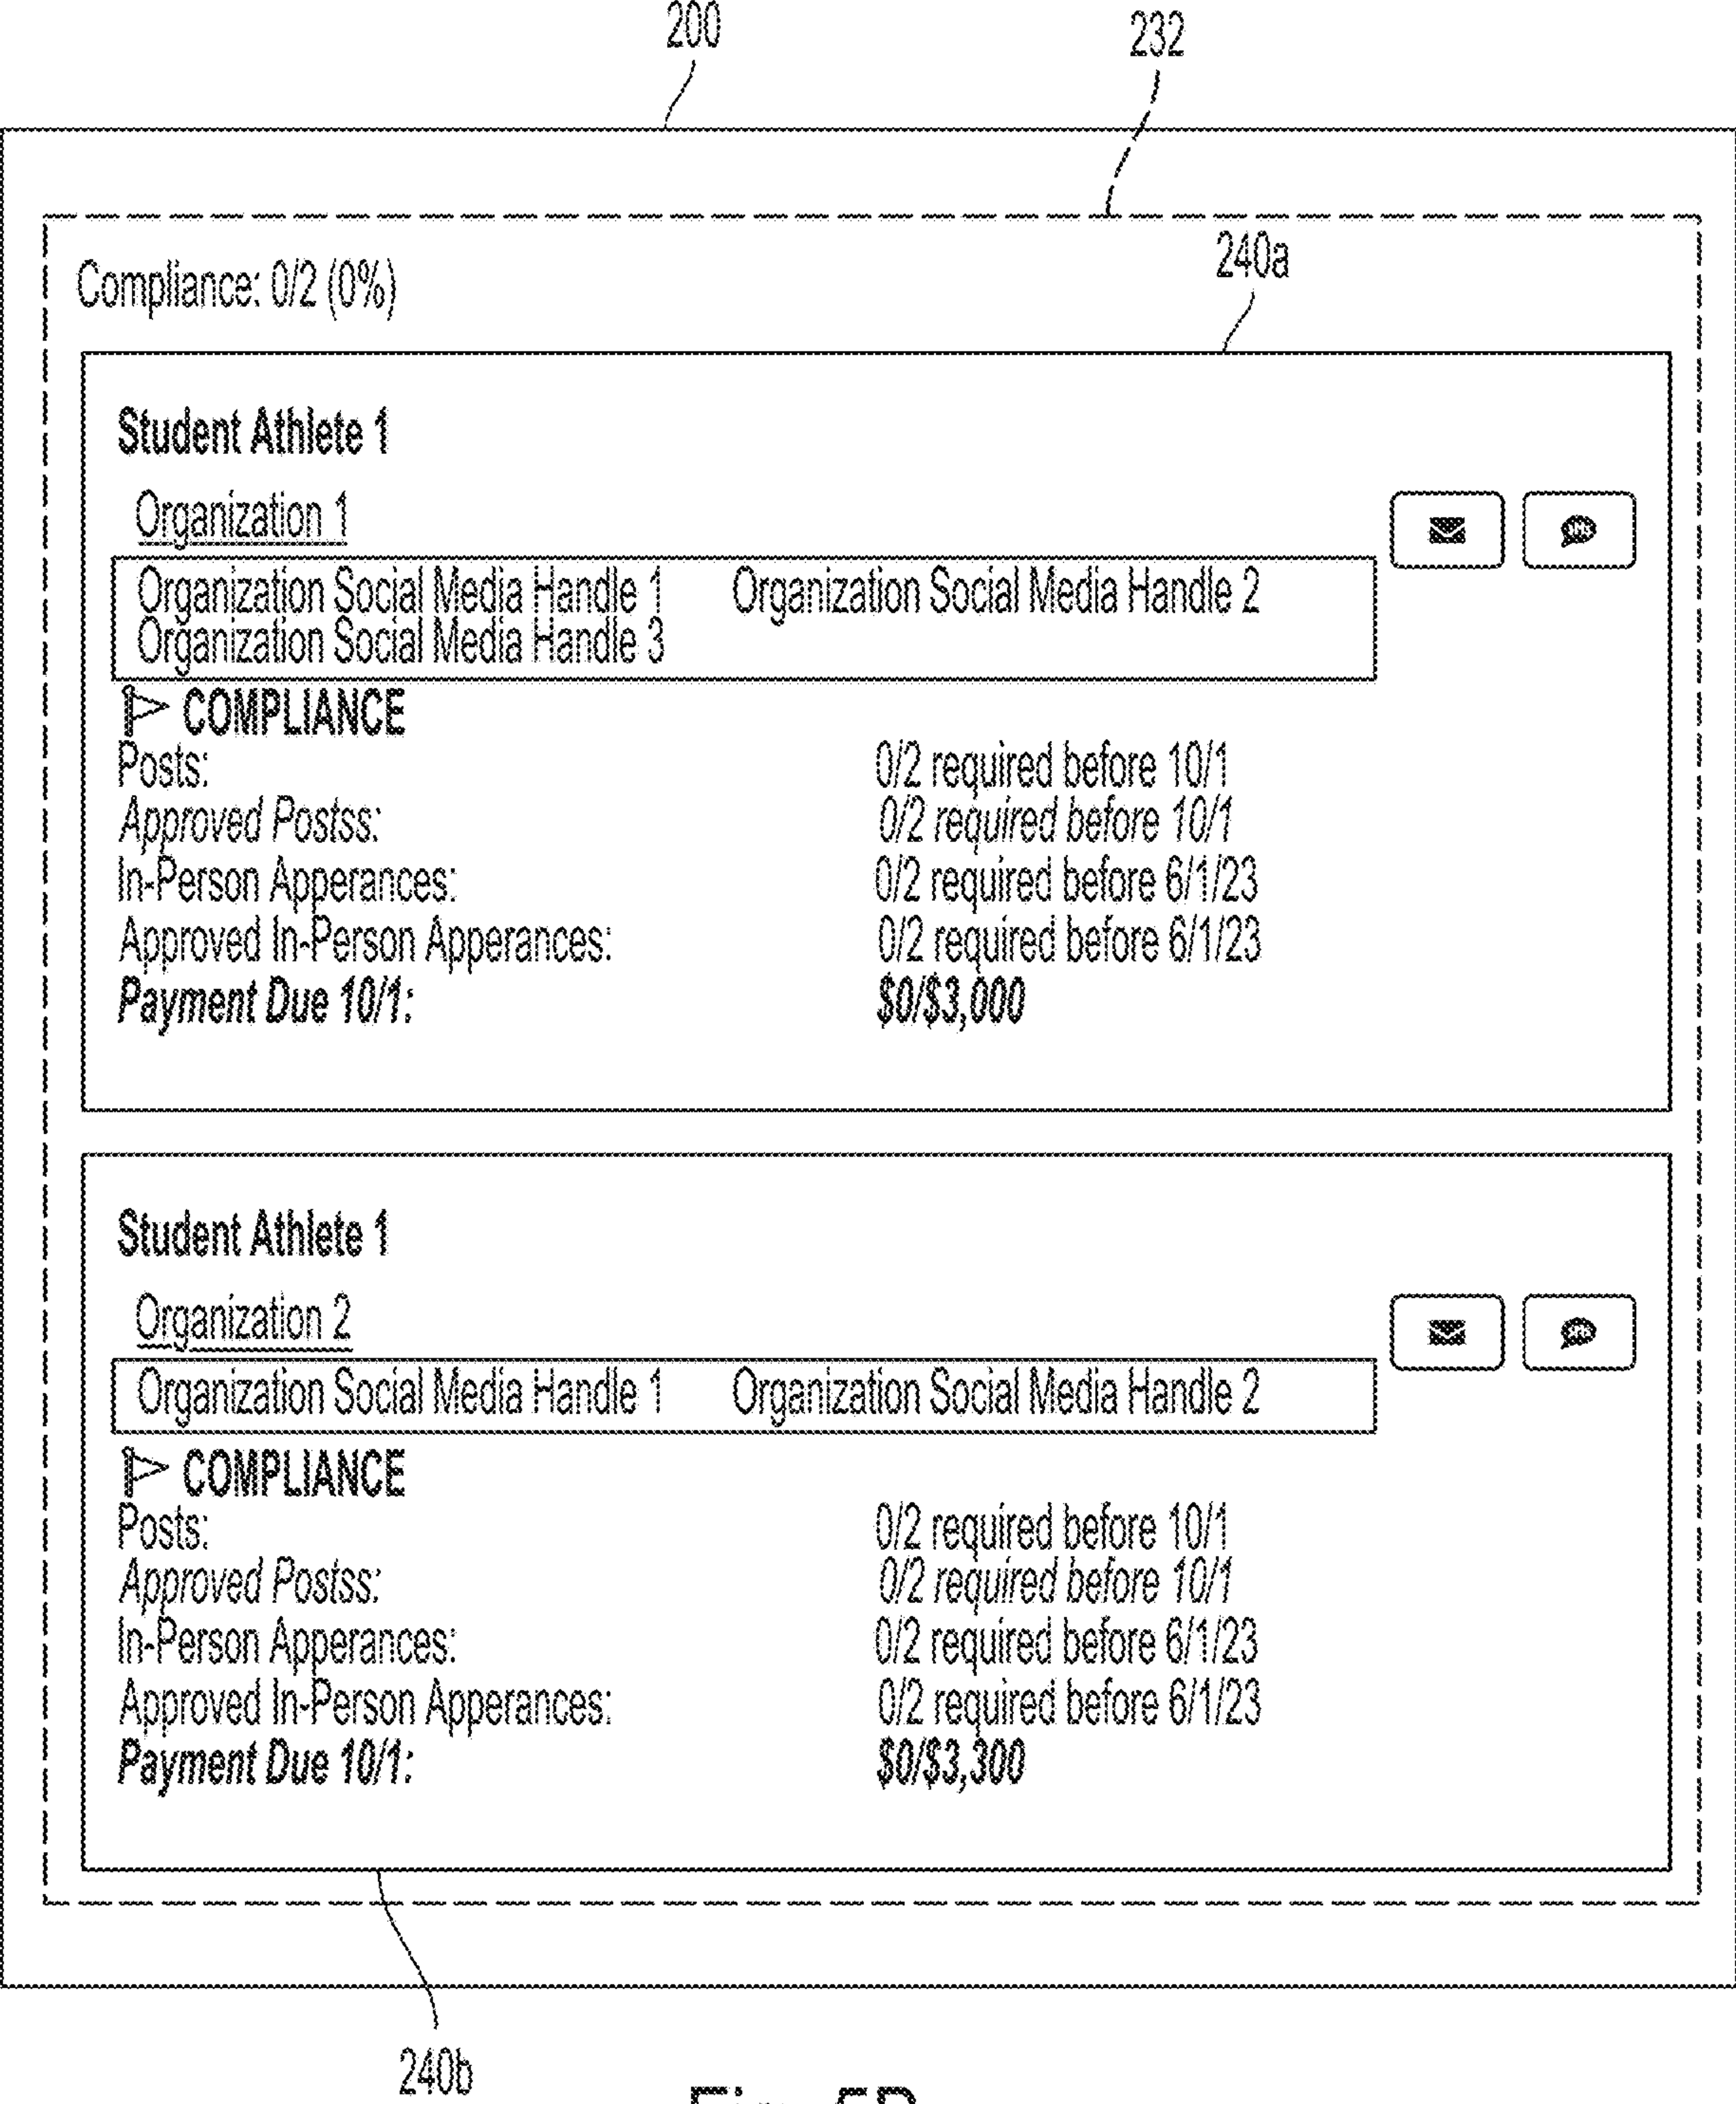 200
232
Compliance: 0/2 (0%)
240a
Student Athlete 1
Organization 1
Organization Social Media Handle 1 Organization Social Media Handle 2
Organization Social Media Handle 3
COMPLIANCE
Posts: 0/2 required before 10/1
Approved Postss: 0/2 required before 10/1
In-Person Apperances: 0/2 required before 6/1/23
Approved In-Person Apperances: 0/2 required before 6/1/23
Payment Due 10/1: $0/$3,000
Student Athlete 1
Organization 2
Organization Social Media Handle 1 Organization Social Media Handle 2
COMPLIANCE
Posts: 0/2 required before 10/1
Approved Postss: 0/2 required before 10/1
In-Person Apperances: 0/2 required before 6/1/23
Approved In-Person Apperances: 0/2 required before 6/1/23
Payment Due 10/1: $0/$3,300
240b